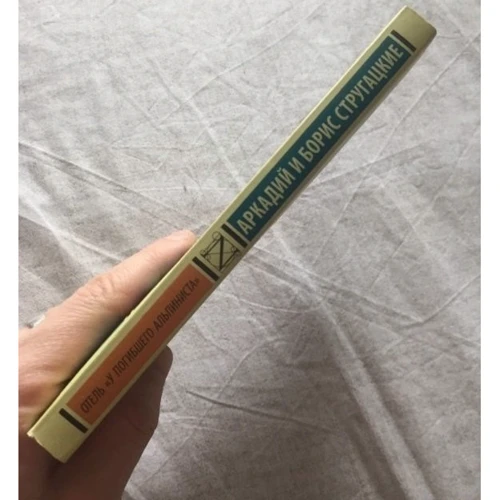 АРКАДИЙ И БОРИС СТРУГАЦКИЕ
ОТЕЛЬ «У ПОГИБШЕГО АЛЬПИНИСТА»